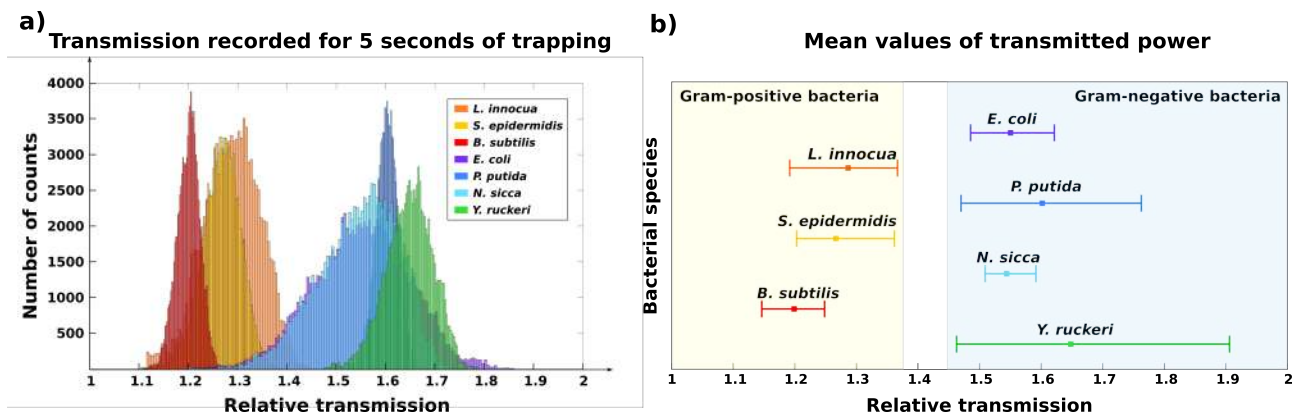 a)
Transmission recorded for 5 seconds of trapping
4000
3500
3000
2500
2000
1500
1000
500
Number of counts
L. innocua
S. epidermidis
B. subtilis
E. coli
P. putida
N. sicca
Y. ruckeri
1 1.1 1.2 1.3 1.4 1.5 1.6 1.7 1.8 1.9 2
Relative transmission
b)
Mean values of transmitted power
Gram-positive bacteria
Gram-negative bacteria
E. coli
L. innocua
P. putida
S. epidermidis
N. sicca
B. subtilis
Y. ruckeri
Bacterial species
1 1.1 1.2 1.3 1.4 1.5 1.6 1.7 1.8 1.9 2
Relative transmission